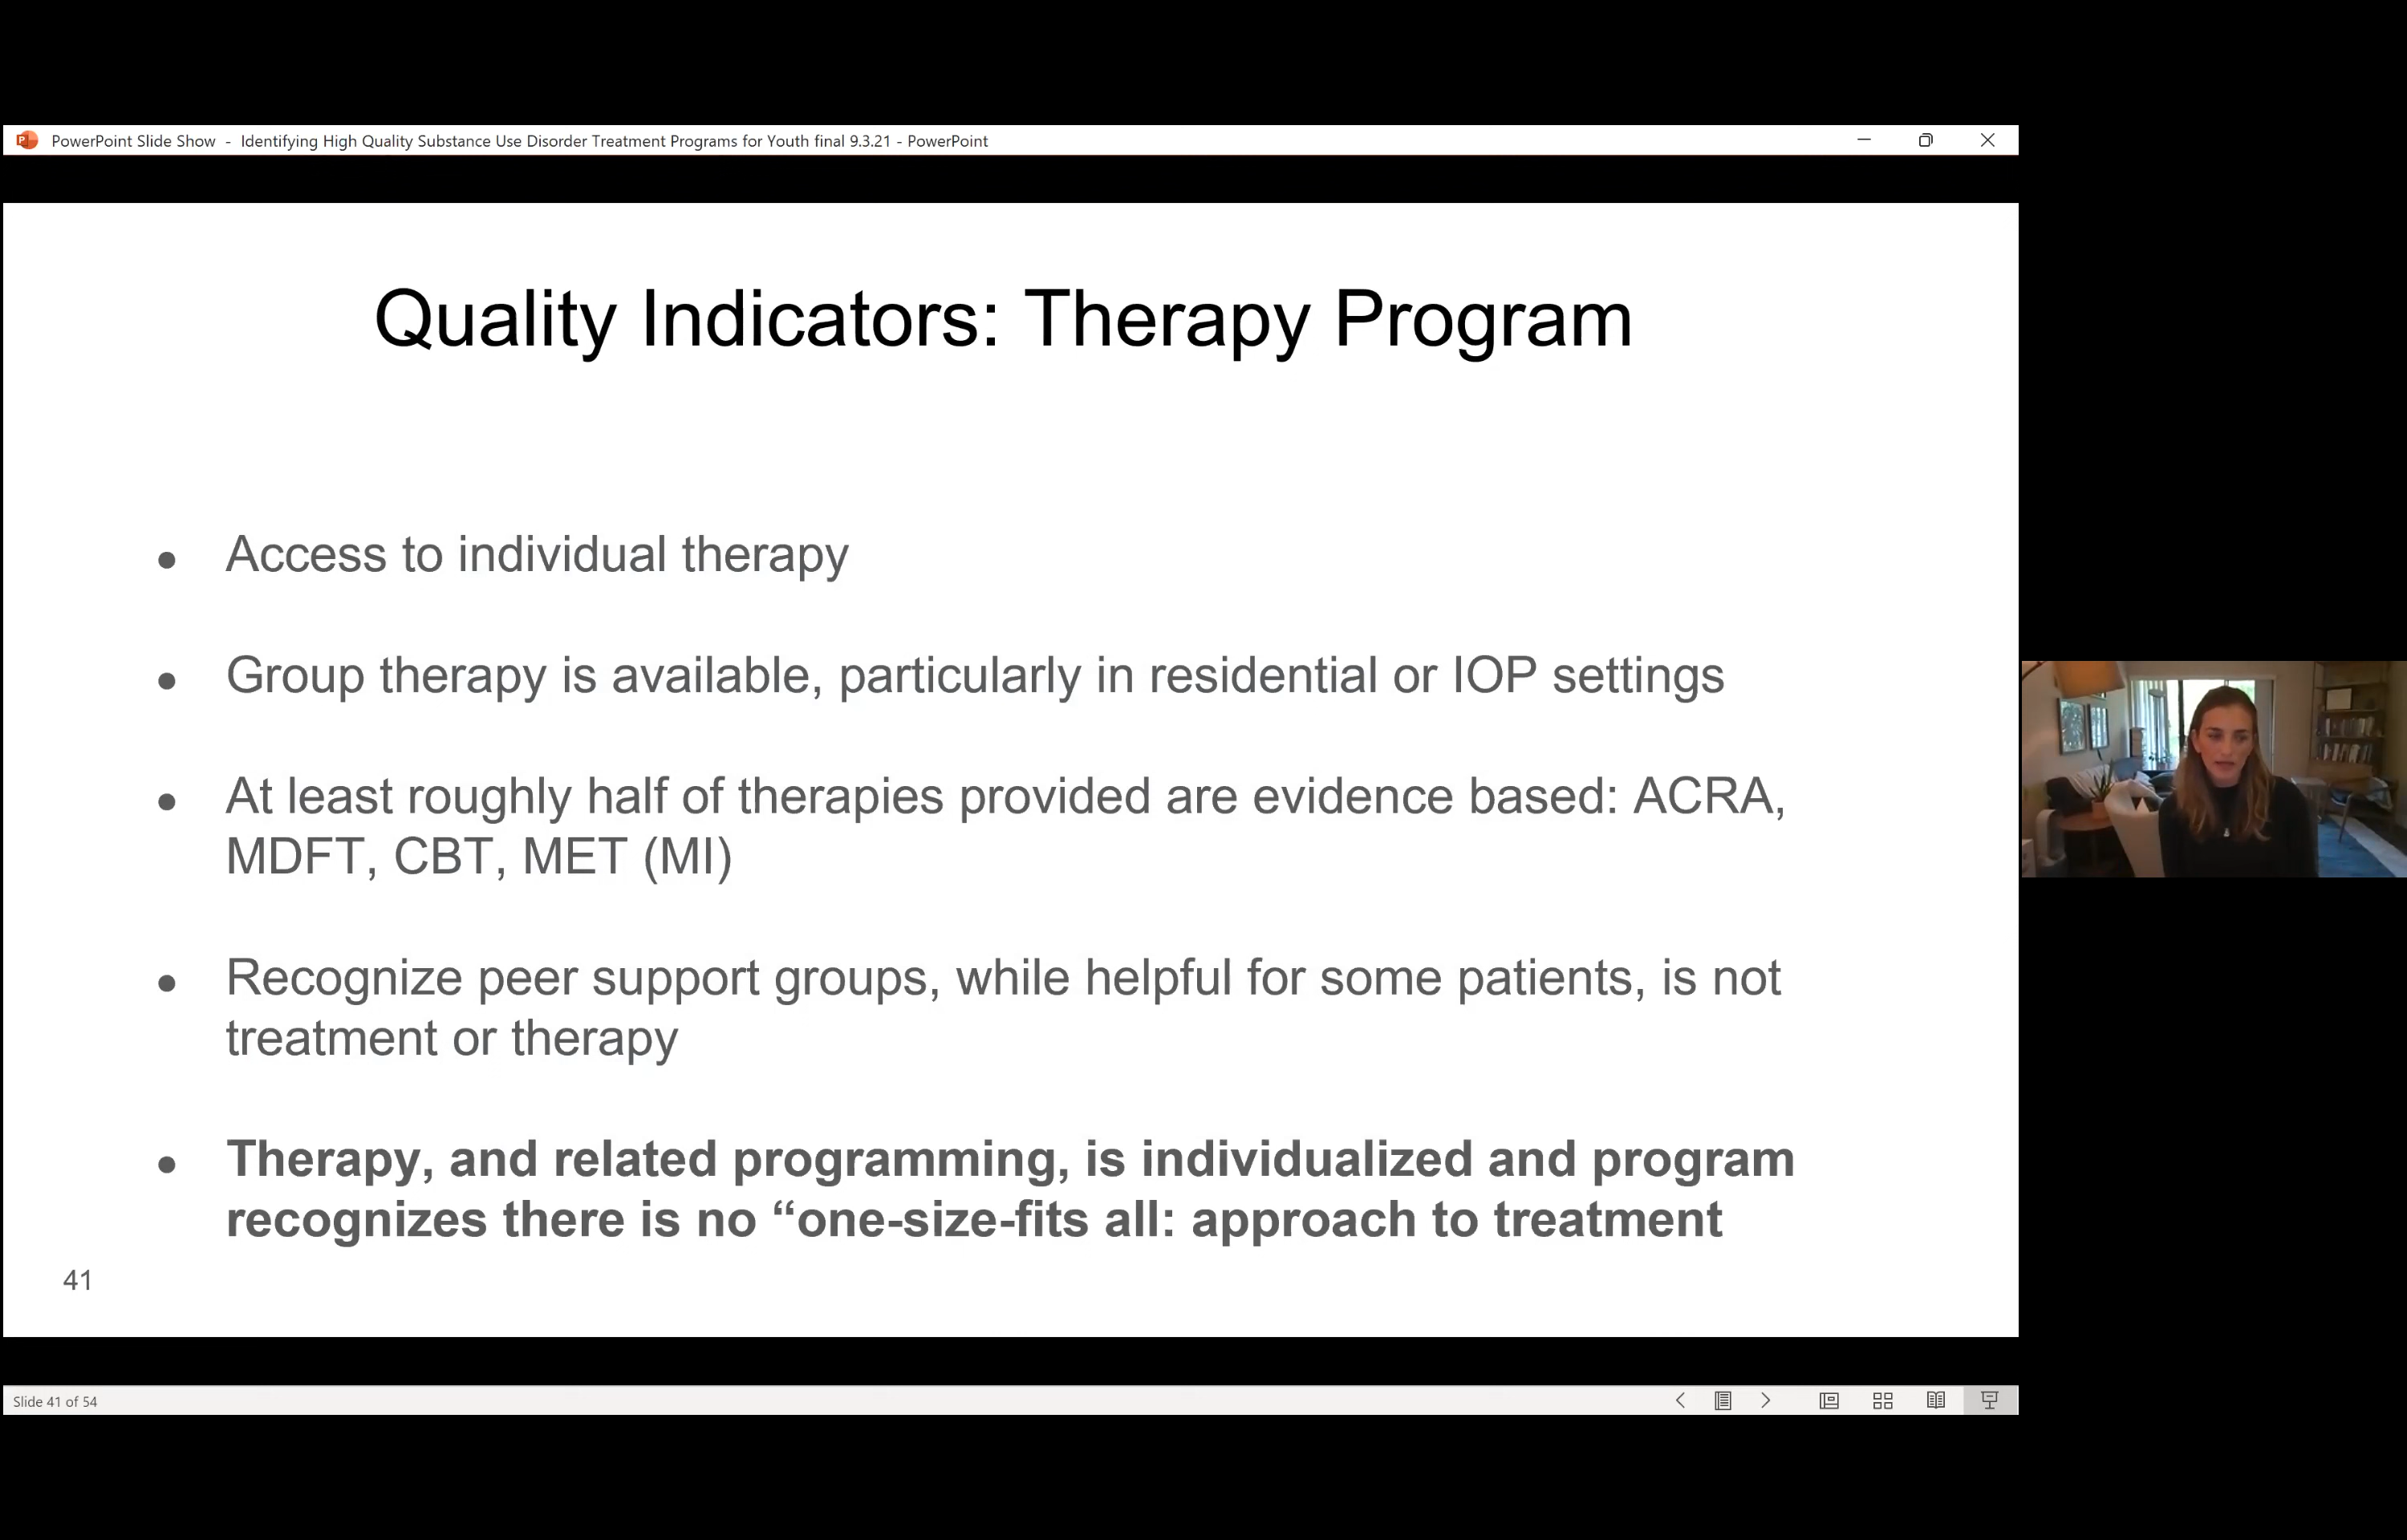 PowerPoint Slide Show - Identifying High Quality Substance Use Disorder Treatment Programs for Youth final 9.3.21 - PowerPoint
Quality Indicators: Therapy Program
● Access to individual therapy
● Group therapy is available, particularly in residential or IOP settings
● At least roughly half of therapies provided are evidence based: ACRA,
MDFT, CBT, MET (MI)
● Recognize peer support groups, while helpful for some patients, is not
treatment or therapy
● Therapy, and related programming, is individualized and program
recognizes there is no “one-size-fits all: approach to treatment
41
Slide 41 of 54